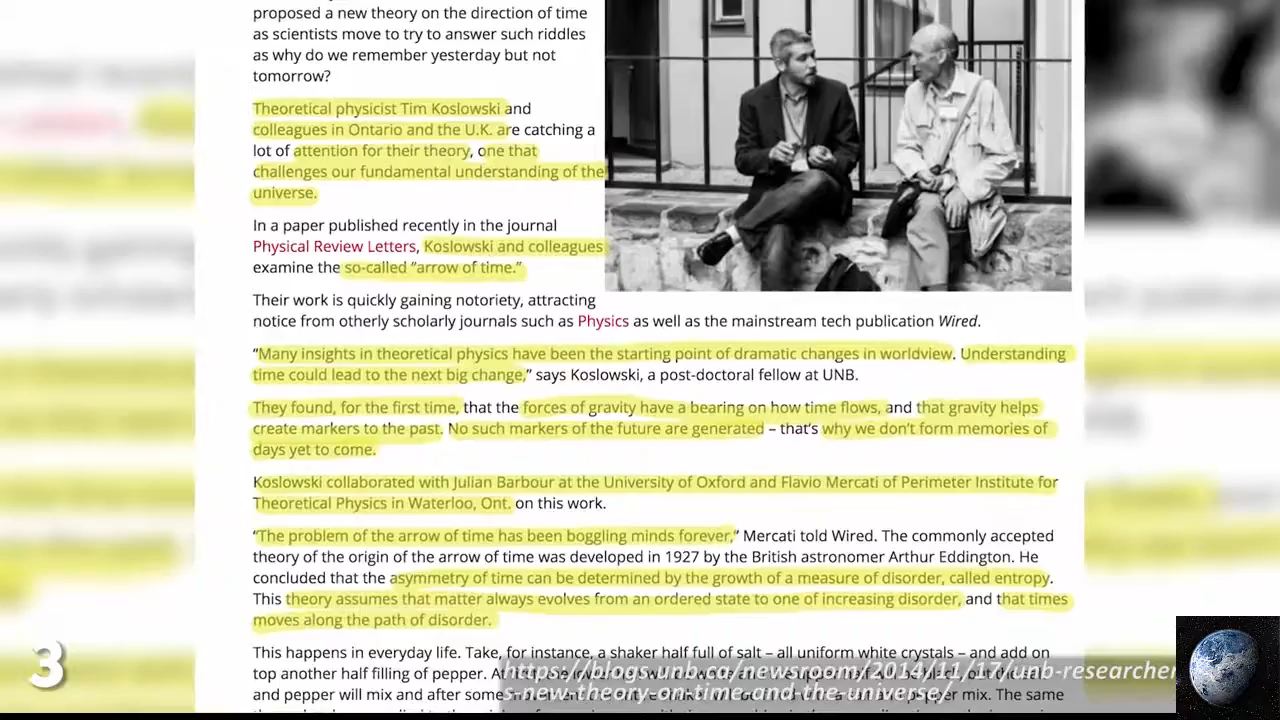 proposed a new theory on the direction of time
as scientists move to try to answer such riddles
as why do we remember yesterday but not
tomorrow?
Theoretical physicist Tim Koslowski and
colleagues in Ontario and the U.K. are catching a
lot of attention for their theory, one that
challenges our fundamental understanding of the
universe.
In a paper published recently in the journal
Physical Review Letters, Koslowski and colleagues
examine the so-called “arrow of time.”
Their work is quickly gaining notoriety, attracting
notice from otherly scholarly journals such as Physics as well as the mainstream tech publication Wired.
“Many insights in theoretical physics have been the starting point of dramatic changes in worldview. Understanding
time could lead to the next big change,” says Koslowski, a post-doctoral fellow at UNB.
They found, for the first time, that the forces of gravity have a bearing on how time flows, and that gravity helps
create markers to the past. No such markers of the future are generated – that’s why we don’t form memories of
days yet to come.
Koslowski collaborated with Julian Barbour at the University of Oxford and Flavio Mercati of Perimeter Institute for
Theoretical Physics in Waterloo, Ont. on this work.
“The problem of the arrow of time has been boggling minds forever,” Mercati told Wired. The commonly accepted
theory of the origin of the arrow of time was developed in 1927 by the British astronomer Arthur Eddington. He
concluded that the asymmetry of time can be determined by the growth of a measure of disorder, called entropy.
This theory assumes that matter always evolves from an ordered state to one of increasing disorder, and that times
moves along the path of disorder.
This happens in everyday life. Take, for instance, a shaker half full of salt – all uniform white crystals – and add on
top another half filling of pepper. At
and pepper will mix and after some
pepper mix. The same
3
https://blogs.unb.ca/newsroom/2014/11/17/unb-researcher
s-new-theory-on-time-and-the-universe/